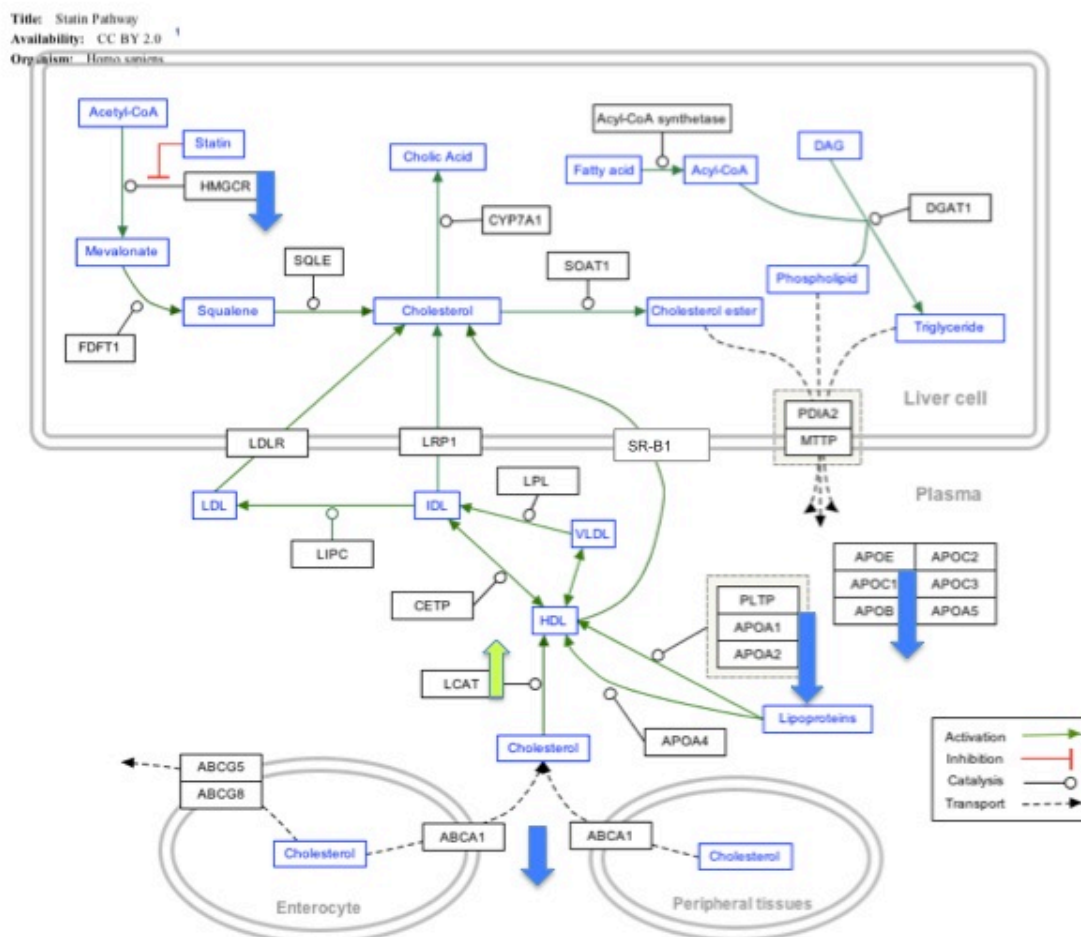 Title: Statin Pathway
Availability: CC BY 2.0 1
Organism: Homo sapiens
Acetyl-CoA
Statin
HMGCR
Mevalonate
FDFT1
Squalene
SQLE
Cholic Acid
CYP7A1
Cholesterol
SOAT1
Cholesterol ester
Acyl-CoA synthetase
Fatty acid
Acyl-CoA
DAG
DGAT1
Phospholipid
Triglyceride
Liver cell
PDIA2
MTTP
LDLR
LRP1
SR-B1
Plasma
LDL
IDL
LPL
VLDL
LIPC
CETP
HDL
APOE
APOC2
APOC1
APOC3
APOB
APOA5
PLTP
APOA1
APOA2
LCAT
APOA4
Lipoproteins
Cholesterol
ABCG5
ABCG8
ABCA1
Cholesterol
Enterocyte
ABCA1
Cholesterol
Peripheral tissues
Activation
Inhibition
Catalysis
Transport